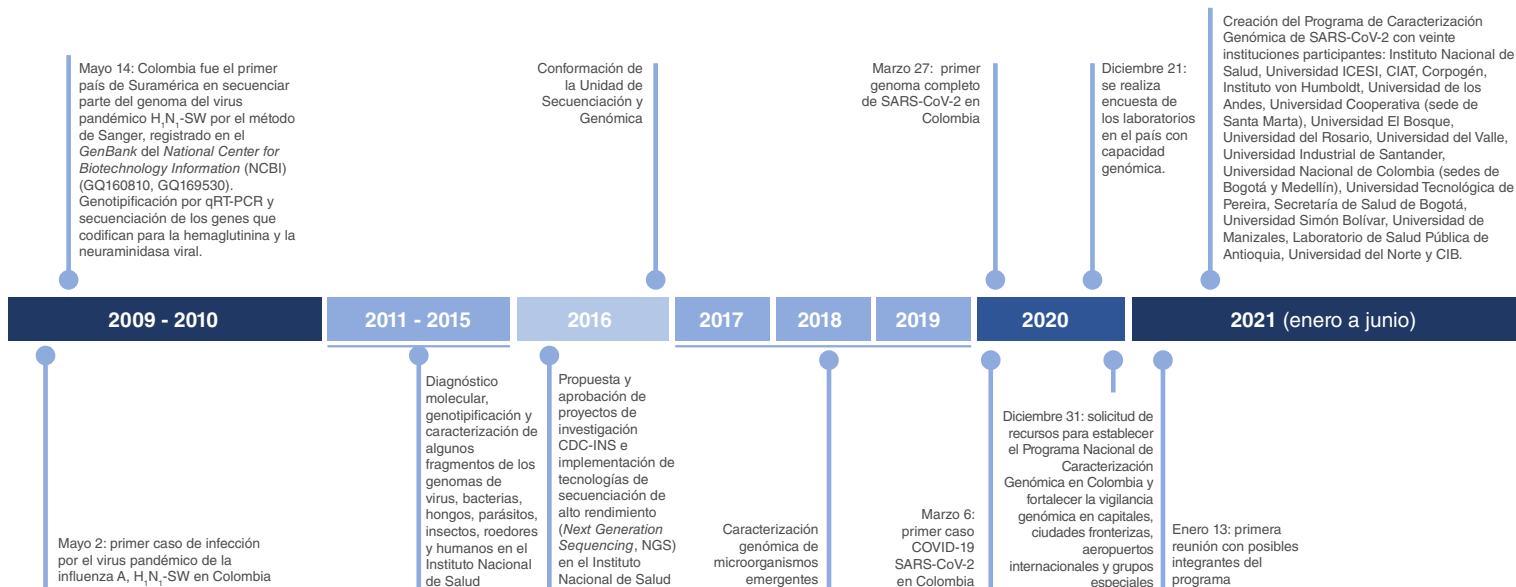 Mayo 14: Colombia fue el primer
país de Suramérica en secuenciar
parte del genoma del virus
pandémico H₁N₁-SW por el método
de Sanger, registrado en el
GenBank del National Center for
Biotechnology Information (NCBI)
(GQ160810, GQ169530).
Genotipificación por qRT-PCR y
secuenciación de los genes que
codifican para la hemaglutinina y la
neuraminidasa viral.
Conformación de
la Unidad de
Secuenciación y
Genómica
Marzo 27: primer
genoma completo
de SARS-CoV-2 en
Colombia
Diciembre 21:
se realiza
encuesta de
los laboratorios
en el país con
capacidad
genómica.
Creación del Programa de Caracterización
Genómica de SARS-CoV-2 con veinte
instituciones participantes: Instituto Nacional de
Salud, Universidad ICESI, CIAT, Corpogén,
Instituto von Humboldt, Universidad de los
Andes, Universidad Cooperativa (sede de
Santa Marta), Universidad El Bosque,
Universidad del Rosario, Universidad del Valle,
Universidad Industrial de Santander,
Universidad Nacional de Colombia (sedes de
Bogotá y Medellín), Universidad Tecnológica de
Pereira, Secretaría de Salud de Bogotá,
Universidad Simón Bolívar, Universidad de
Manizales, Laboratorio de Salud Pública de
Antioquia, Universidad del Norte y CIB.
2009 - 2010
2011 - 2015
2016
2017
2018
2019
2020
2021 (enero a junio)
Mayo 2: primer caso de infección
por el virus pandémico de la
influenza A, H₁N₁-SW en Colombia
Diagnóstico
molecular,
genotipificación y
caracterización de
algunos
fragmentos de los
genomas de
virus, bacterias,
hongos, parásitos,
insectos, roedores
y humanos en el
Instituto Nacional
de Salud
Propuesta y
aprobación de
proyectos de
investigación
CDC-INS e
implementación de
tecnologías de
secuenciación de
alto rendimiento
(Next Generation
Sequencing, NGS)
en el Instituto
Nacional de Salud
Caracterización
genómica de
microorganismos
emergentes
Marzo 6:
primer caso
COVID-19
SARS-CoV-2
en Colombia
Diciembre 31: solicitud de
recursos para establecer
el Programa Nacional de
Caracterización
Genómica en Colombia y
fortalecer la vigilancia
genómica en capitales,
ciudades fronterizas,
aeropuertos
internacionales y grupos
especiales
Enero 13: primera
reunión con posibles
integrantes del
programa